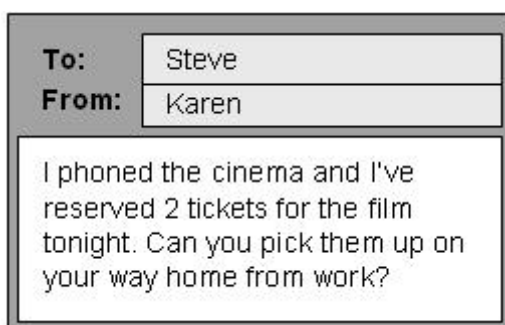 To: Steve
From: Karen
I phoned the cinema and I've
reserved 2 tickets for the film
tonight. Can you pick them up on
your way home from work?